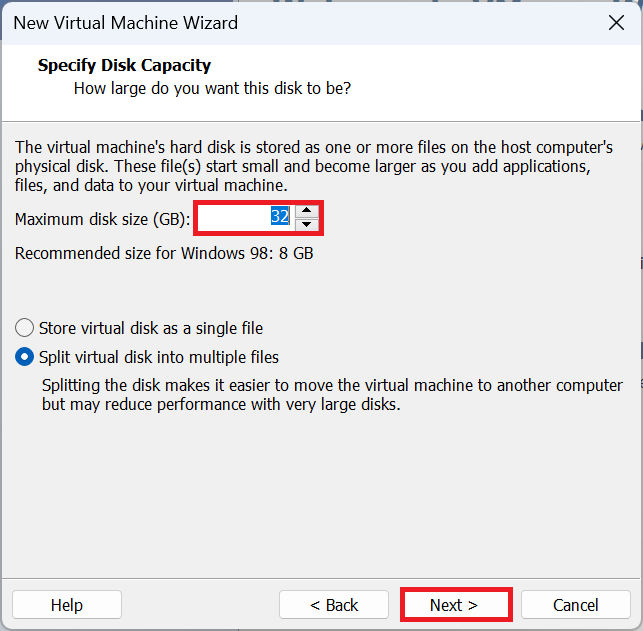 New Virtual Machine Wizard
Specify Disk Capacity
How large do you want this disk to be?
The virtual machine's hard disk is stored as one or more files on the host computer's
physical disk. These file(s) start small and become larger as you add applications,
files, and data to your virtual machine.
Maximum disk size (GB): 32
Recommended size for Windows 98: 8 GB
Store virtual disk as a single file
Split virtual disk into multiple files
Splitting the disk makes it easier to move the virtual machine to another computer
but may reduce performance with very large disks.
Help < Back Next > Cancel